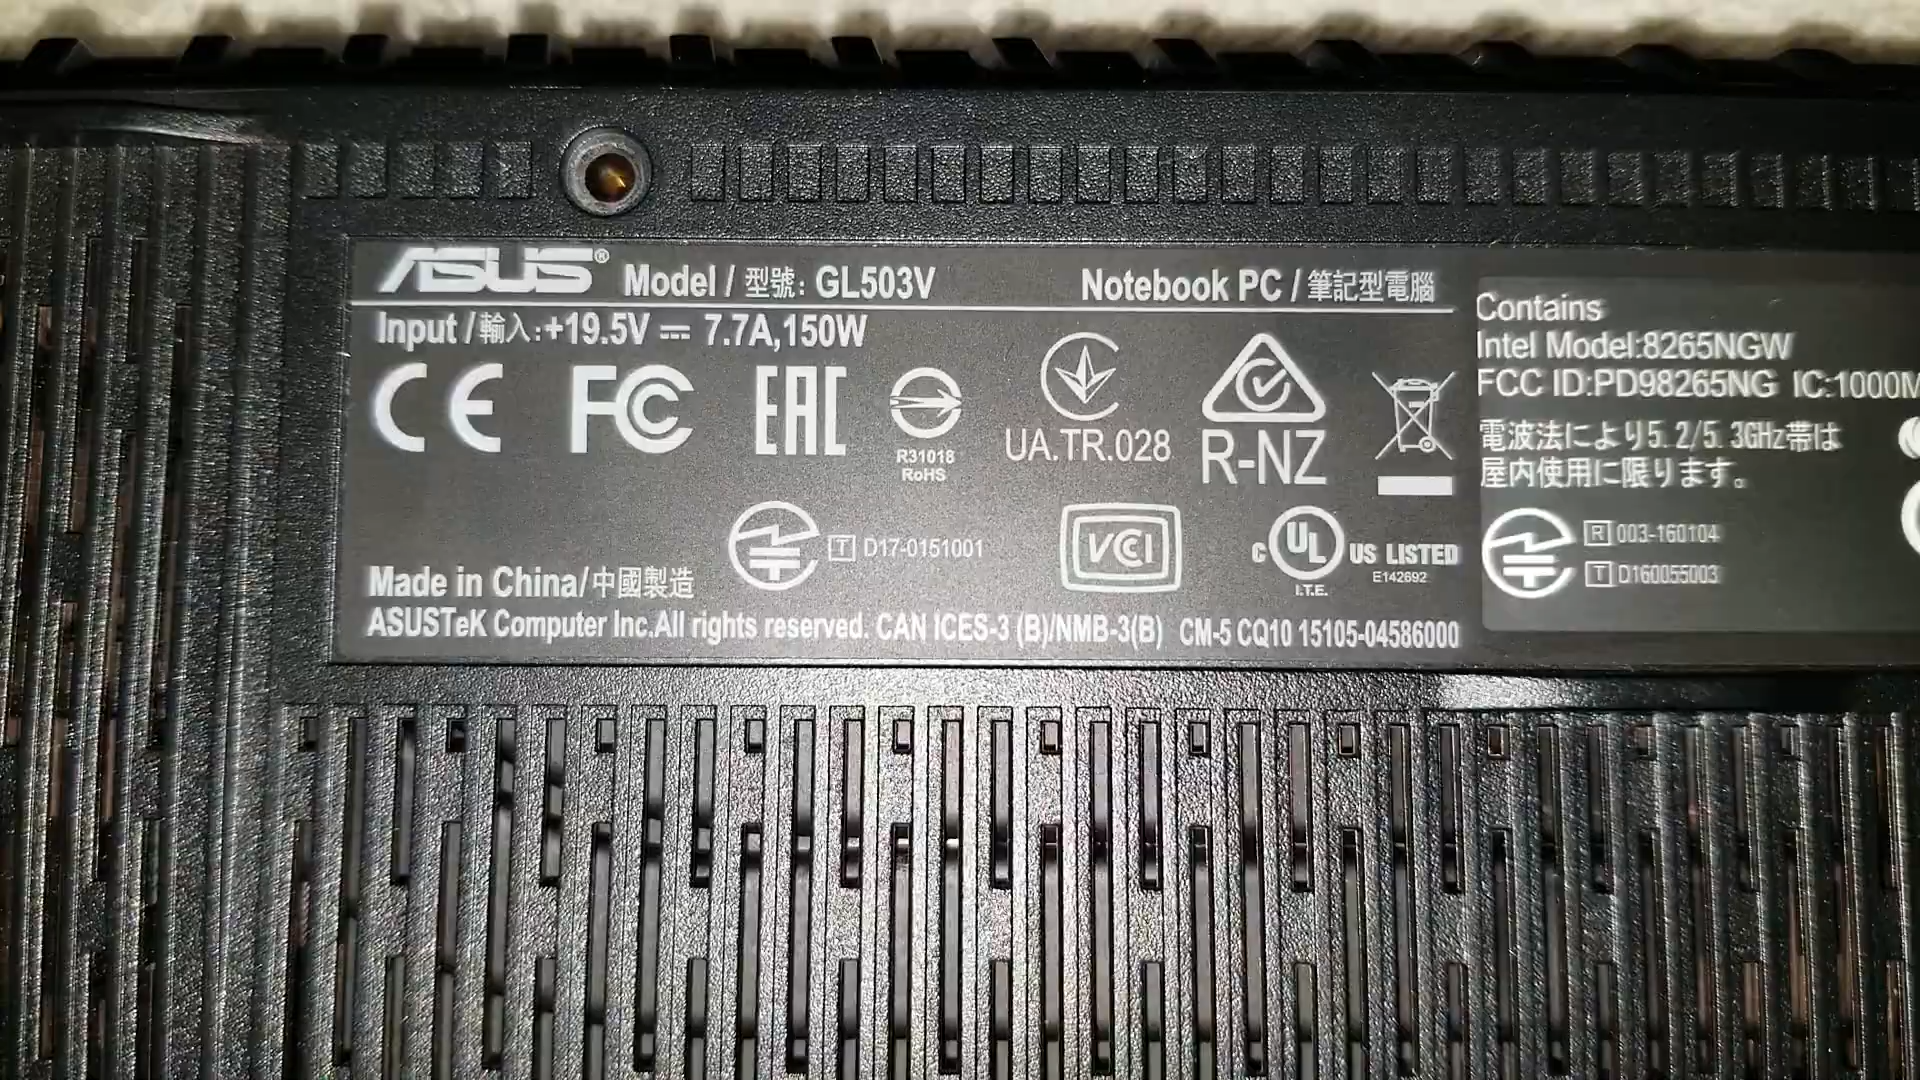 ASUS® Model / 型號: GL503V Notebook PC / 筆記型電腦
Input / 輸入:+19.5V ⎓ 7.7A,150W
CE FC EAC
R31018
RoHS
UA.TR.028
R-NZ
T D17-0151001
VCI
c UL US LISTED
I.T.E.
E142692
Made in China/中國製造
ASUSTeK Computer Inc.All rights reserved. CAN ICES-3 (B)/NMB-3(B) CM-5 CQ10 15105-04586000
Contains
Intel Model:8265NGW
FCC ID:PD98265NG IC:1000M
電波法により5.2/5.3GHz帯は
屋内使用に限ります。
R 003-160104
T D160055003